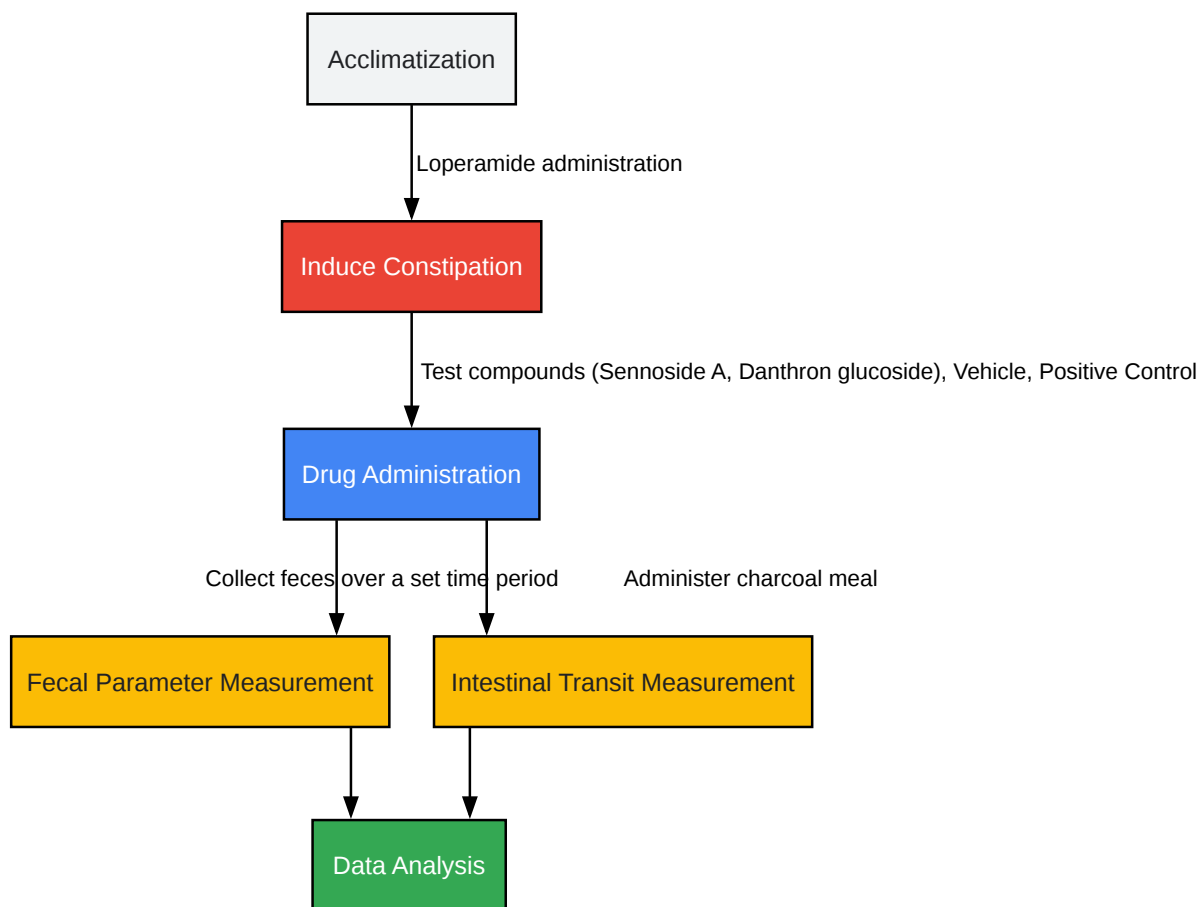 Acclimatization
Loperamide administration
Induce Constipation
Test compounds (Sennoside A, Danthron glucoside), Vehicle, Positive Control
Drug Administration
Collect feces over a set time period
Administer charcoal meal
Fecal Parameter Measurement
Intestinal Transit Measurement
Data Analysis